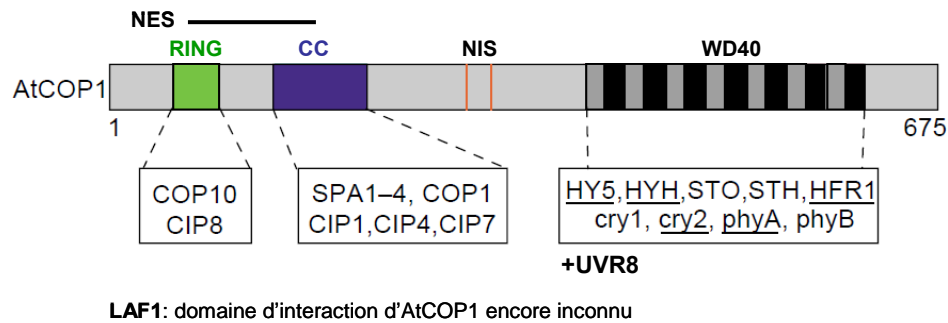 NES
RING CC NIS WD40
AtCOP1
1 675
COP10
CIP8
SPA1–4, COP1
CIP1,CIP4,CIP7
HY5,HYH,STO,STH,HFR1
cry1, cry2, phyA, phyB
+UVR8
LAF1: domaine d'interaction d'AtCOP1 encore inconnu